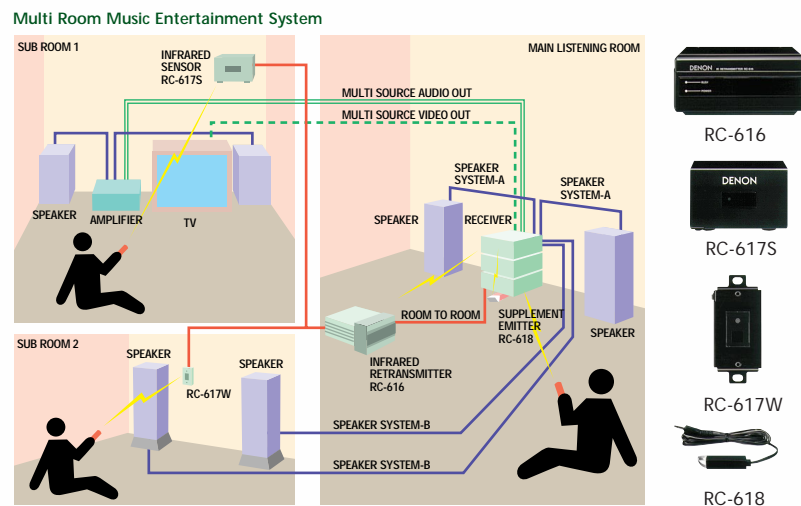 Multi Room Music Entertainment System
SUB ROOM 1
INFRARED
SENSOR
RC-617S
MAIN LISTENING ROOM
MULTI SOURCE AUDIO OUT
MULTI SOURCE VIDEO OUT
SPEAKER
SYSTEM-A
SPEAKER
SYSTEM-A
SPEAKER
AMPLIFIER
TV
SPEAKER
RECEIVER
ROOM TO ROOM
SUPPLEMENT
EMITTER
RC-618
SPEAKER
INFRARED
RETRANSMITTER
RC-616
SUB ROOM 2
SPEAKER
SPEAKER
RC-617W
SPEAKER SYSTEM-B
SPEAKER SYSTEM-B
DENON
RC-616
DENON
RC-617S
RC-617W
RC-618